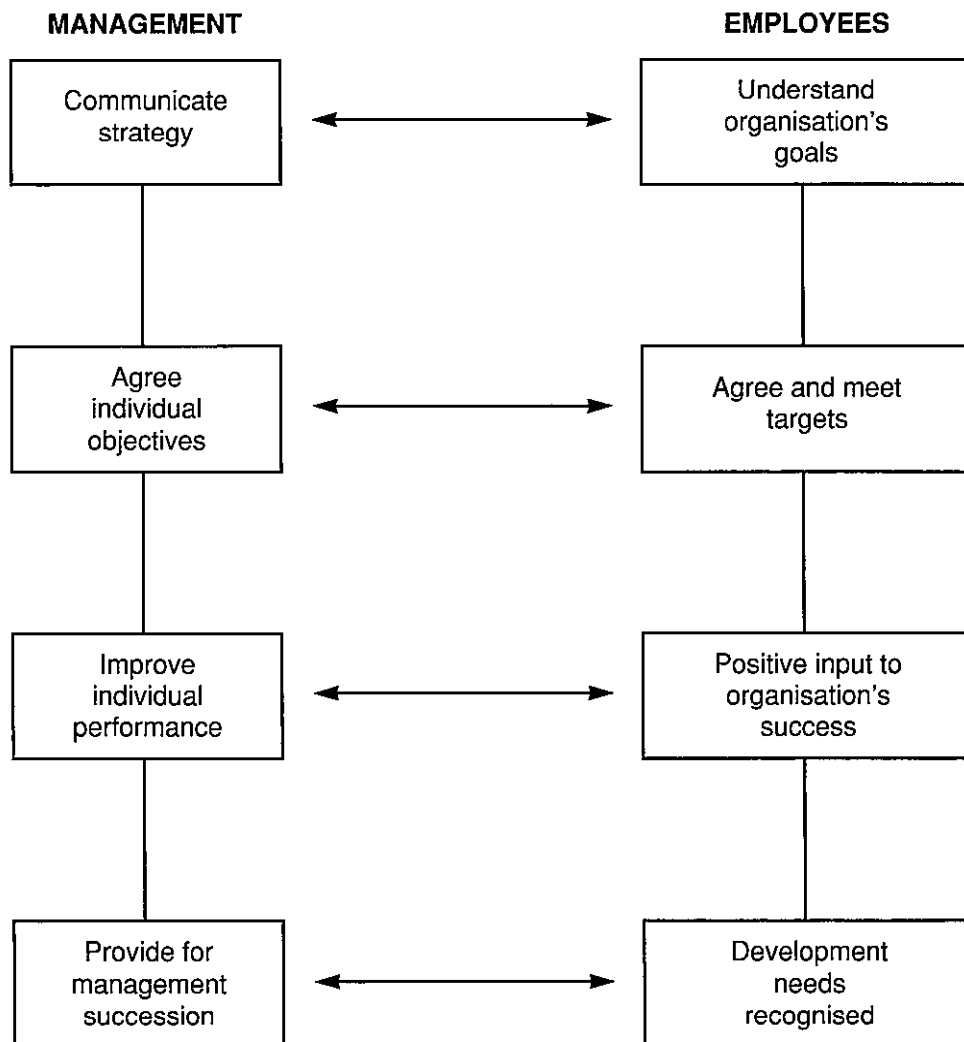 MANAGEMENT
EMPLOYEES
Communicate
strategy
Understand
organisation's
goals
Agree
individual
objectives
Agree and meet
targets
Improve
individual
performance
Positive input to
organisation's
success
Provide for
management
succession
Development
needs
recognised